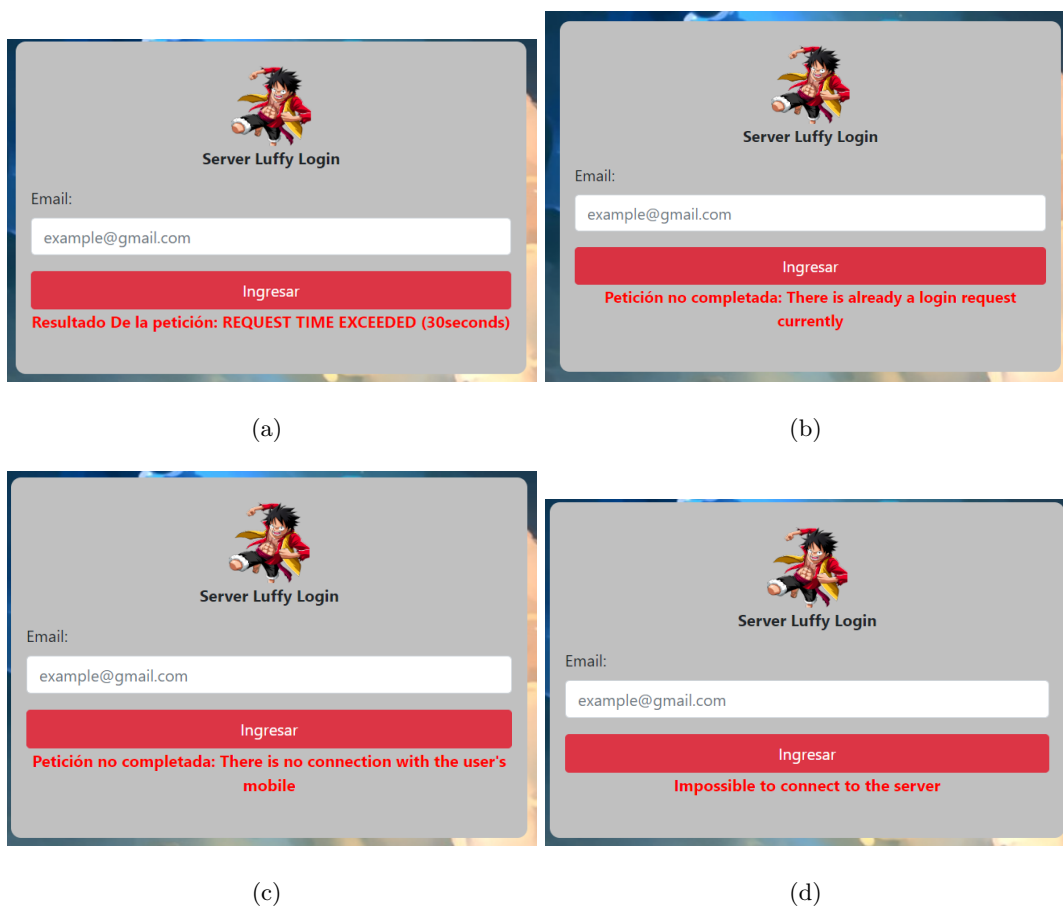 Server Luffy Login
Email:
example@gmail.com
Ingresar
Resultado De la petición: REQUEST TIME EXCEEDED (30seconds)
(a)
Server Luffy Login
Email:
example@gmail.com
Ingresar
Petición no completada: There is already a login request
currently
(b)
Server Luffy Login
Email:
example@gmail.com
Ingresar
Petición no completada: There is no connection with the user's
mobile
(c)
Server Luffy Login
Email:
example@gmail.com
Ingresar
Impossible to connect to the server
(d)